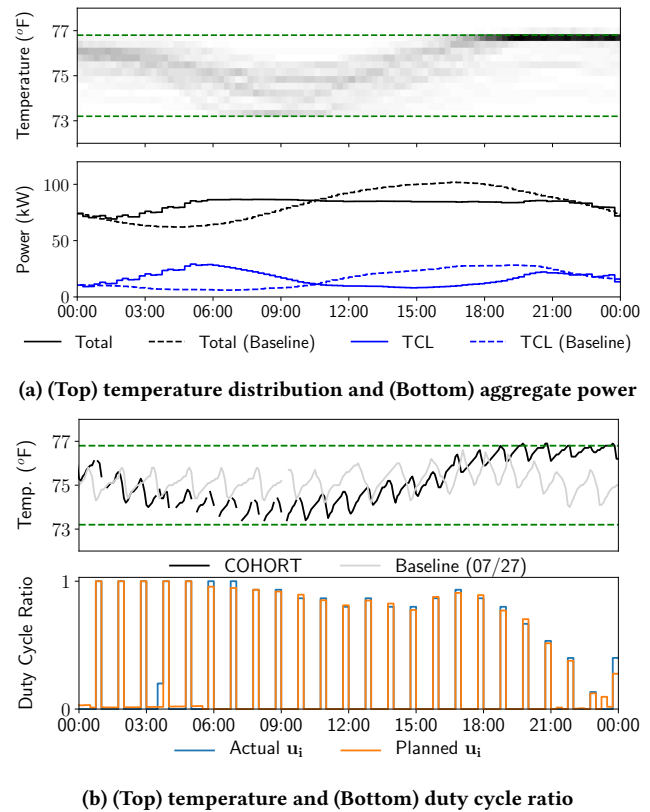 77
75
73
Temperature (°F)
100
50
0
Power (kW)
00:00 03:00 06:00 09:00 12:00 15:00 18:00 21:00 00:00
Total Total (Baseline) TCL TCL (Baseline)
(a) (Top) temperature distribution and (Bottom) aggregate power
77
75
73
Temp. (°F)
COHORT Baseline (07/27)
1
0
Duty Cycle Ratio
00:00 03:00 06:00 09:00 12:00 15:00 18:00 21:00 00:00
Actual uᵢ Planned uᵢ
(b) (Top) temperature and (Bottom) duty cycle ratio